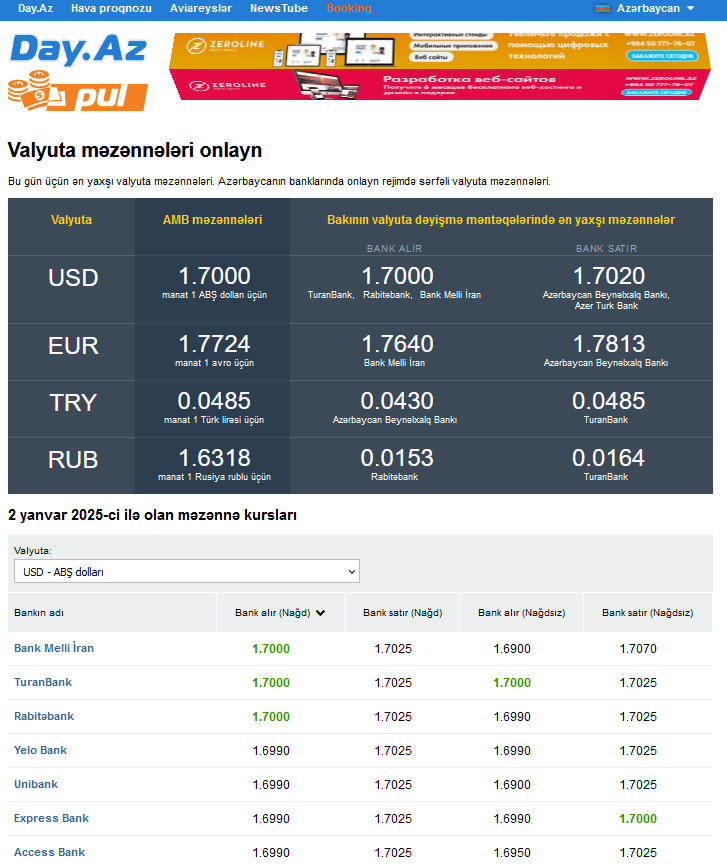 Day.Az Hava proqnozu Aviareyslər NewsTube Booking Azərbaycan
Day.Az
pul
ZEROLINE
Интерактивные стенды
Мобильные приложения
Веб сайты
Увеличьте продажи с
помощью цифровых
технологий
+994 50 777-76-07
ЗАКАЖИТЕ СЕГОДНЯ
ZEROLINE
Разработка веб-сайтов
Получите 6 месяцев бесплатного веб-хостинга и
дизайн в подарок
WWW.ZEROLINE.AZ
+994 50 777-76-07
ЗАКАЖИТЕ СЕГОДНЯ
Valyuta məzənnələri onlayn
Bu gün üçün ən yaxşı valyuta məzənnələri. Azərbaycanın banklarında onlayn rejimdə sərfəli valyuta məzənnələri.
Valyuta AMB məzənnələri Bakının valyuta dəyişmə məntəqələrində ən yaxşı məzənnələr
BANK ALIR BANK SATIR
USD 1.7000 1.7000 1.7020
manat 1 ABŞ dolları üçün TuranBank, Rabitəbank, Bank Melli İran Azərbaycan Beynəlxalq Bankı,
Azer Turk Bank
EUR 1.7724 1.7640 1.7813
manat 1 avro üçün Bank Melli İran Azərbaycan Beynəlxalq Bankı
TRY 0.0485 0.0430 0.0485
manat 1 Türk lirəsi üçün Azərbaycan Beynəlxalq Bankı TuranBank
RUB 1.6318 0.0153 0.0164
manat 1 Rusiya rublu üçün Rabitəbank TuranBank
2 yanvar 2025-ci ilə olan məzənnə kursları
Valyuta:
USD - ABŞ dolları
Bankın adı Bank alır (Nağd) Bank satır (Nağd) Bank alır (Nağdsız) Bank satır (Nağdsız)
Bank Melli İran 1.7000 1.7025 1.6900 1.7070
TuranBank 1.7000 1.7025 1.7000 1.7025
Rabitəbank 1.7000 1.7025 1.6990 1.7025
Yelo Bank 1.6990 1.7025 1.6990 1.7025
Unibank 1.6990 1.7025 1.6900 1.7025
Express Bank 1.6990 1.7025 1.6990 1.7000
Access Bank 1.6990 1.7025 1.6950 1.7025